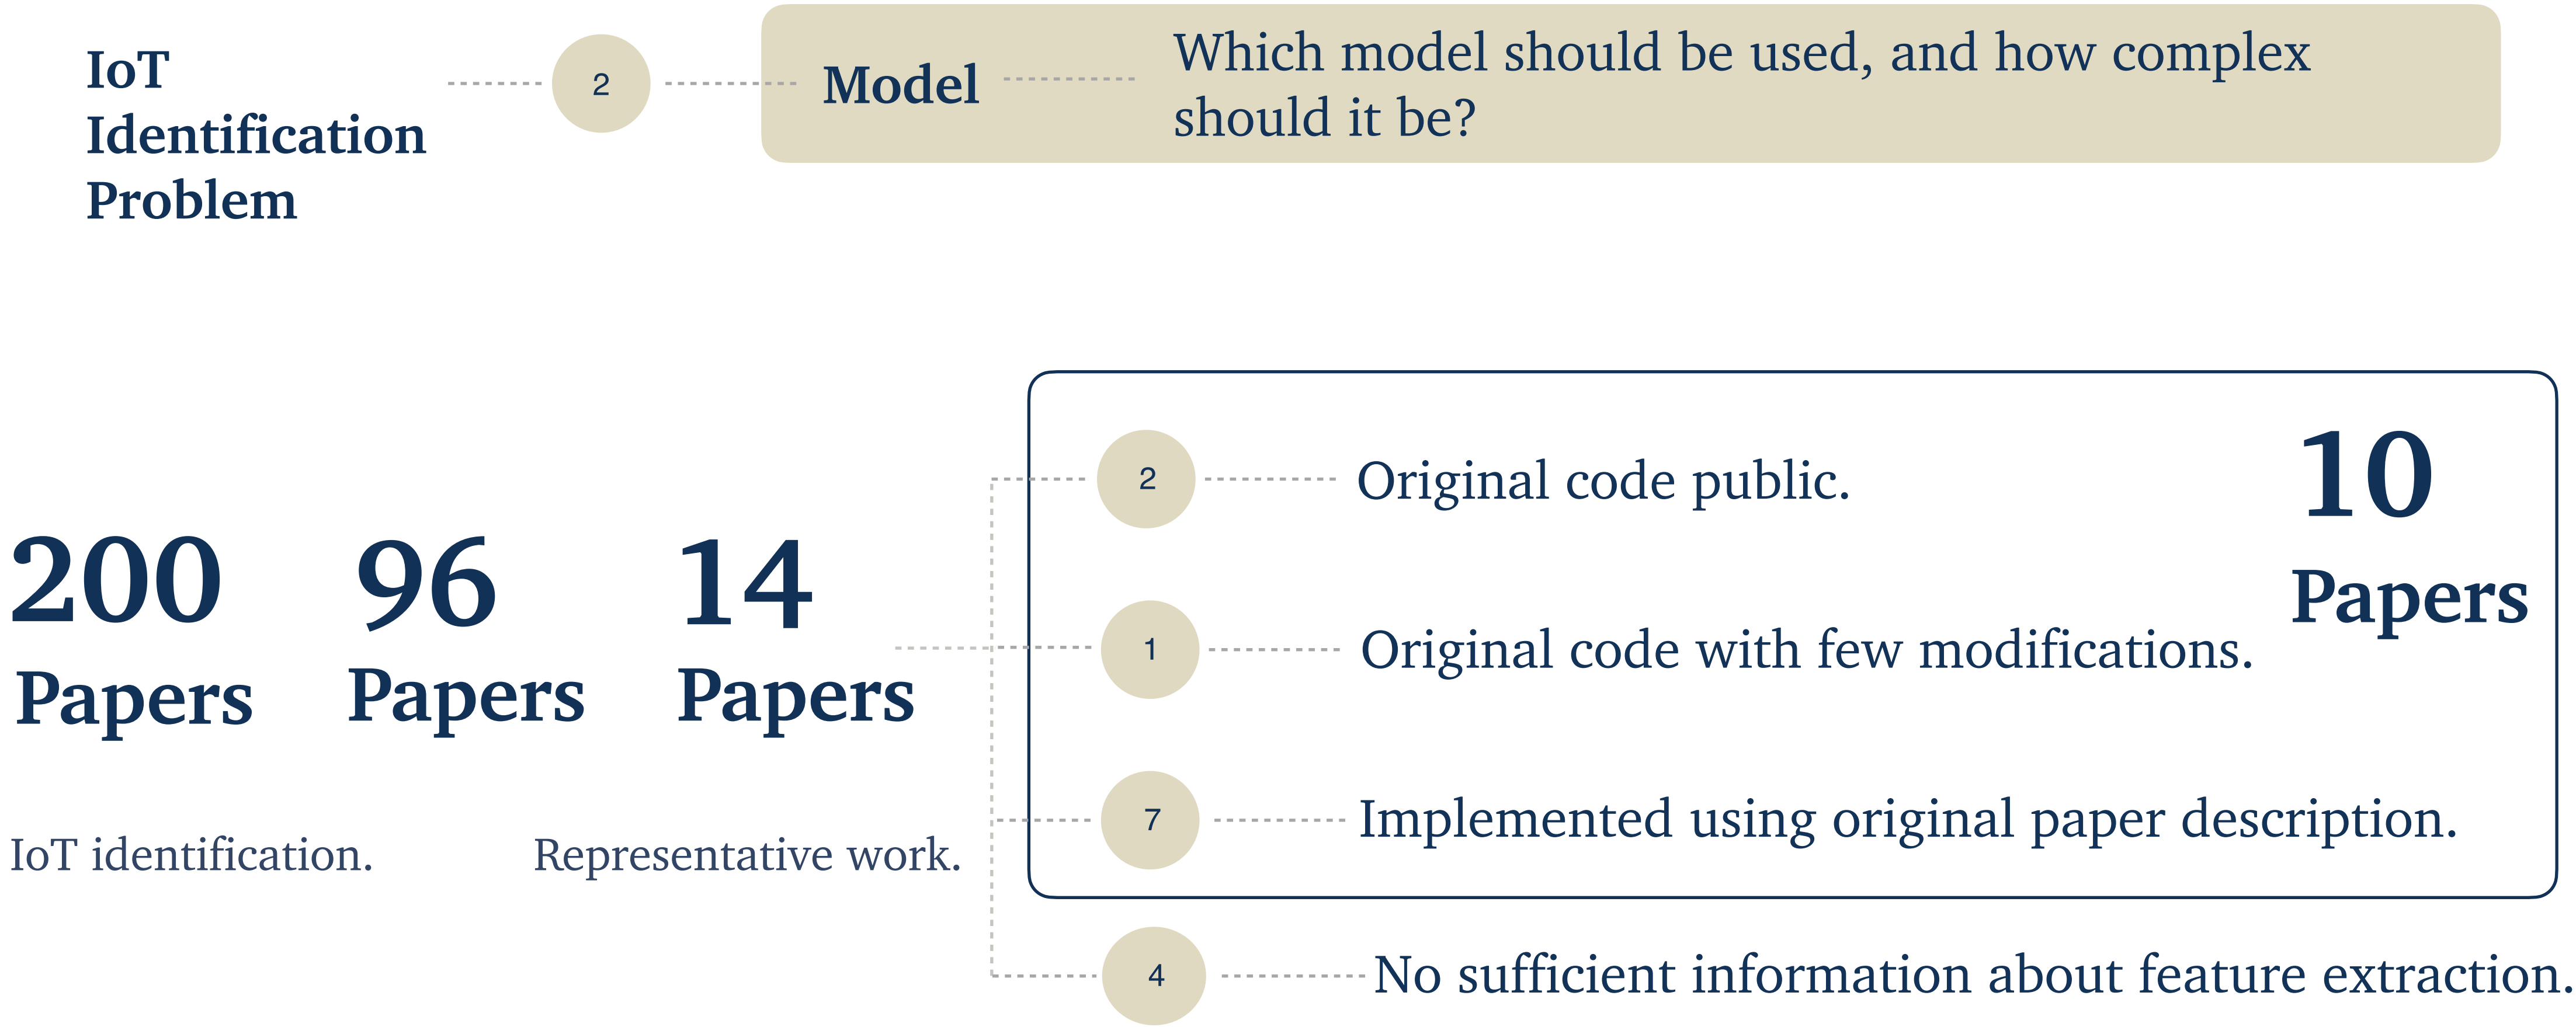 IoT
Identification
Problem
2
Model
Which model should be used, and how complex
should it be?
200
Papers
96
Papers
14
Papers
IoT identification.
Representative work.
2
Original code public.
1
Original code with few modifications.
7
Implemented using original paper description.
10
Papers
4
No sufficient information about feature extraction.